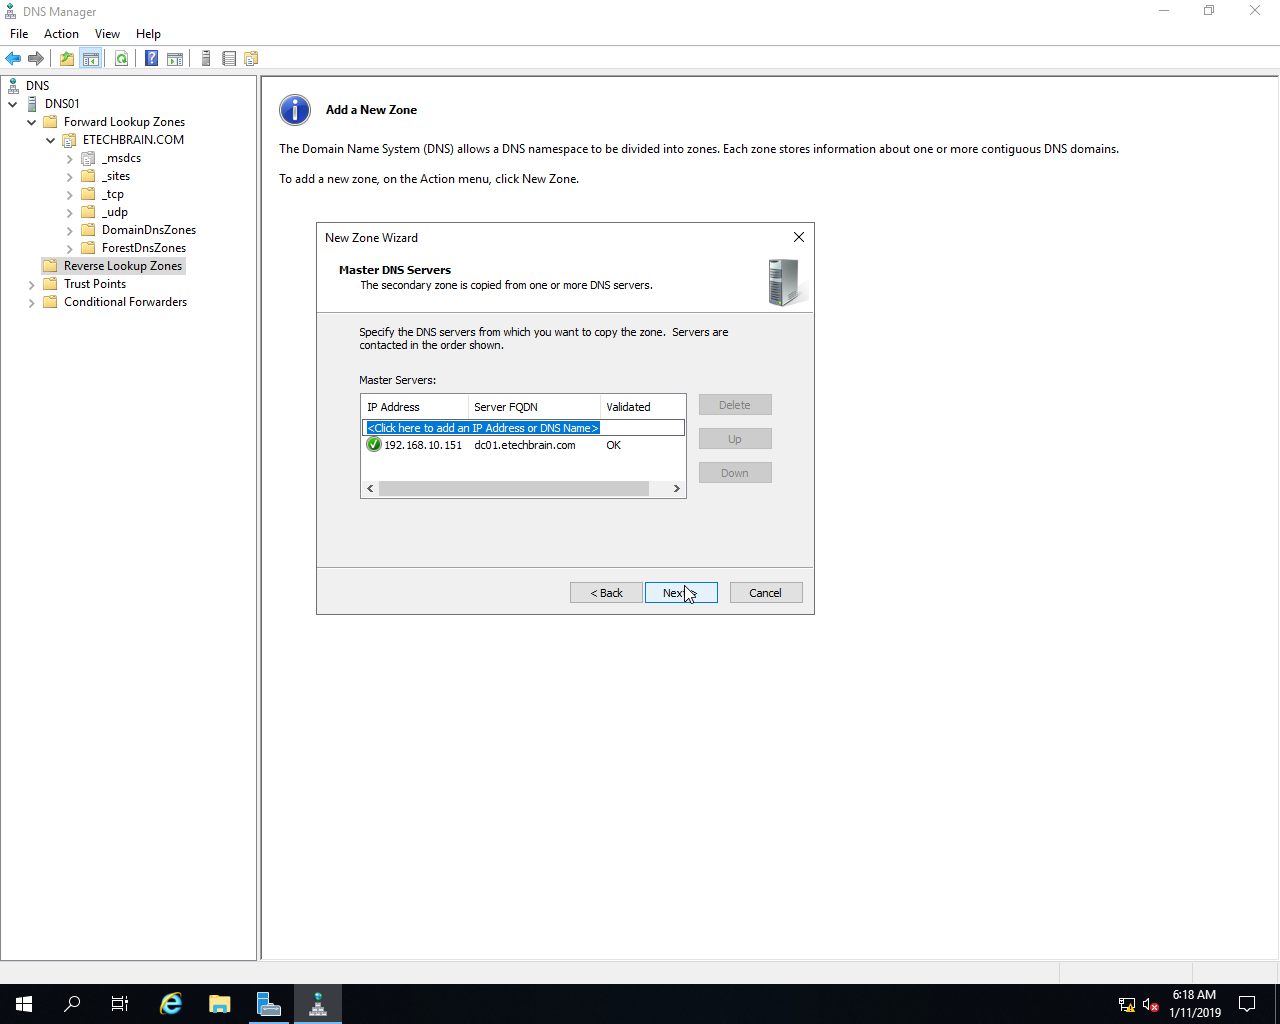 DNS Manager
File Action View Help
DNS
DNS01
Forward Lookup Zones
ETECHBRAIN.COM
_msdcs
_sites
_tcp
_udp
DomainDnsZones
ForestDnsZones
Reverse Lookup Zones
Trust Points
Conditional Forwarders
Add a New Zone
The Domain Name System (DNS) allows a DNS namespace to be divided into zones. Each zone stores information about one or more contiguous DNS domains.
To add a new zone, on the Action menu, click New Zone.
New Zone Wizard
Master DNS Servers
The secondary zone is copied from one or more DNS servers.
Specify the DNS servers from which you want to copy the zone. Servers are
contacted in the order shown.
Master Servers:
IP Address Server FQDN Validated
<Click here to add an IP Address or DNS Name>
192.168.10.151 dc01.etechbrain.com OK
Delete
Up
Down
< Back Next > Cancel
6:18 AM
1/11/2019